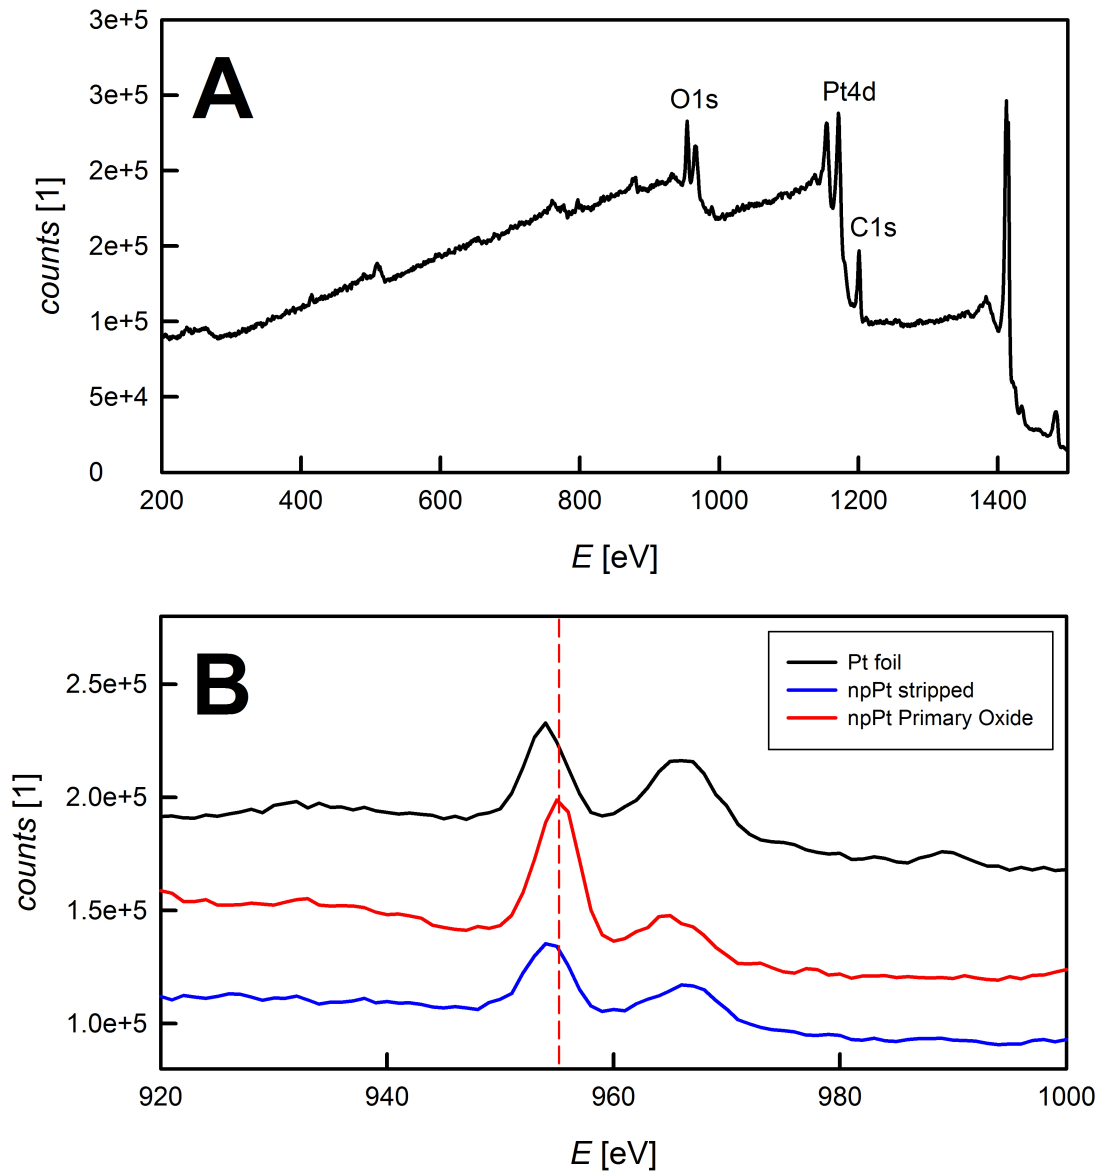 A
3e+5
3e+5
2e+5
2e+5
1e+5
5e+4
0
counts [1]
O1s
Pt4d
C1s
200 400 600 800 1000 1200 1400
E [eV]
B
2.5e+5
2.0e+5
1.5e+5
1.0e+5
counts [1]
Pt foil
npPt stripped
npPt Primary Oxide
920 940 960 980 1000
E [eV]